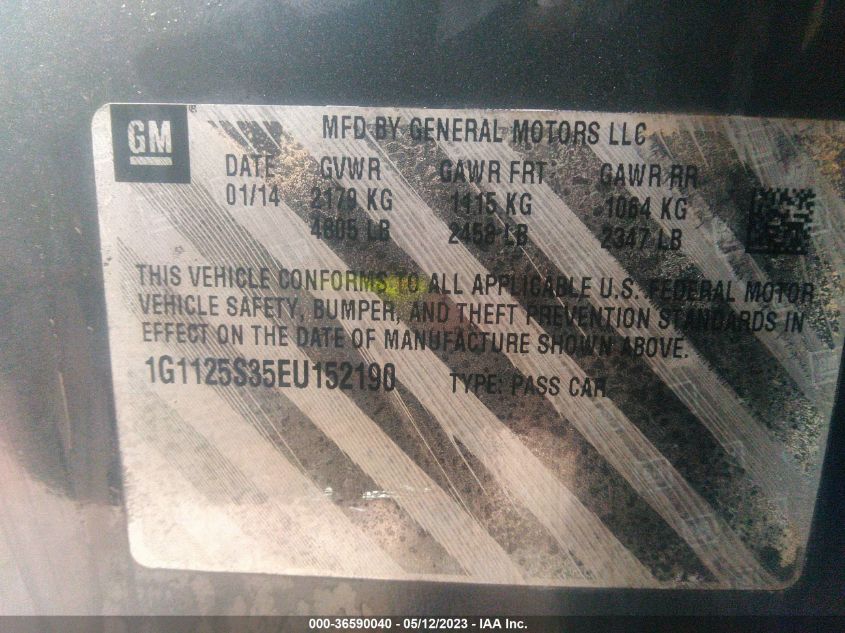 GM
MFD BY GENERAL MOTORS LLC
DATE GVWR GAWR FRT GAWR RR
01/14 2179 KG 1115 KG 1064 KG
4805 LB 2458 LB 2347 LB
THIS VEHICLE CONFORMS TO ALL APPLICABLE U.S. FEDERAL MOTOR
VEHICLE SAFETY, BUMPER, AND THEFT PREVENTION STANDARDS IN
EFFECT ON THE DATE OF MANUFACTURE SHOWN ABOVE.
1G1125S35EU152190 TYPE: PASS CAR
000-36590040 - 05/12/2023 - IAA Inc.